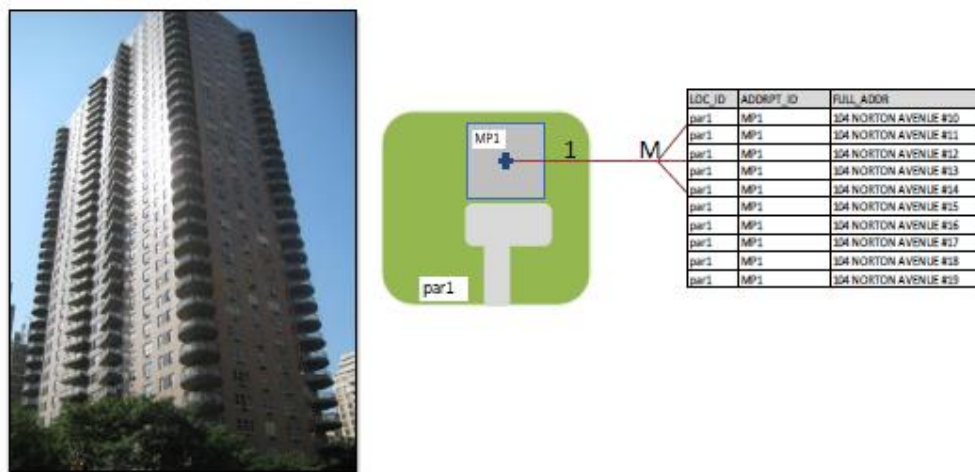 MP1
1
M
par1
LOC_ID ADDRPT_ID FULL_ADDR
par1 MP1 104 NORTON AVENUE #10
par1 MP1 104 NORTON AVENUE #11
par1 MP1 104 NORTON AVENUE #12
par1 MP1 104 NORTON AVENUE #13
par1 MP1 104 NORTON AVENUE #14
par1 MP1 104 NORTON AVENUE #15
par1 MP1 104 NORTON AVENUE #16
par1 MP1 104 NORTON AVENUE #17
par1 MP1 104 NORTON AVENUE #18
par1 MP1 104 NORTON AVENUE #19